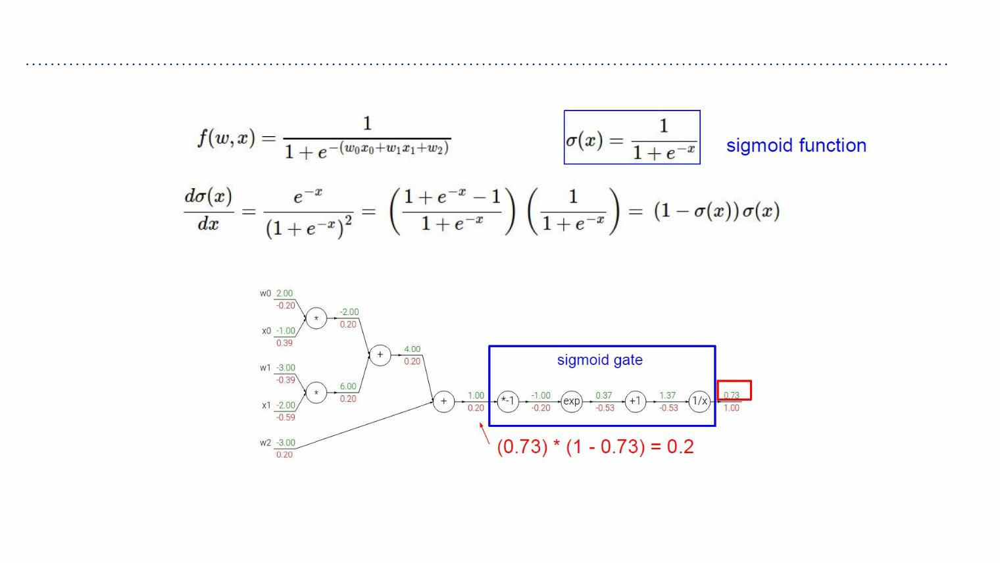 f(w, x) = 1 / (1 + e^{-(w_0x_0+w_1x_1+w_2)})
σ(x) = 1 / (1 + e^{-x})
sigmoid function
dσ(x)/dx = e^{-x} / (1 + e^{-x})^2 = ((1 + e^{-x} − 1) / (1 + e^{-x})) (1 / (1 + e^{-x})) = (1 − σ(x)) σ(x)
w0 2.00
-0.20
*
-2.00
0.20
x0 -1.00
0.39
+
4.00
0.20
w1 -3.00
-0.39
*
6.00
0.20
x1 -2.00
-0.59
w2 -3.00
0.20
+
1.00
0.20
sigmoid gate
*-1
-1.00
-0.20
exp
0.37
-0.53
+1
1.37
-0.53
1/x
0.73
1.00
(0.73) * (1 - 0.73) = 0.2